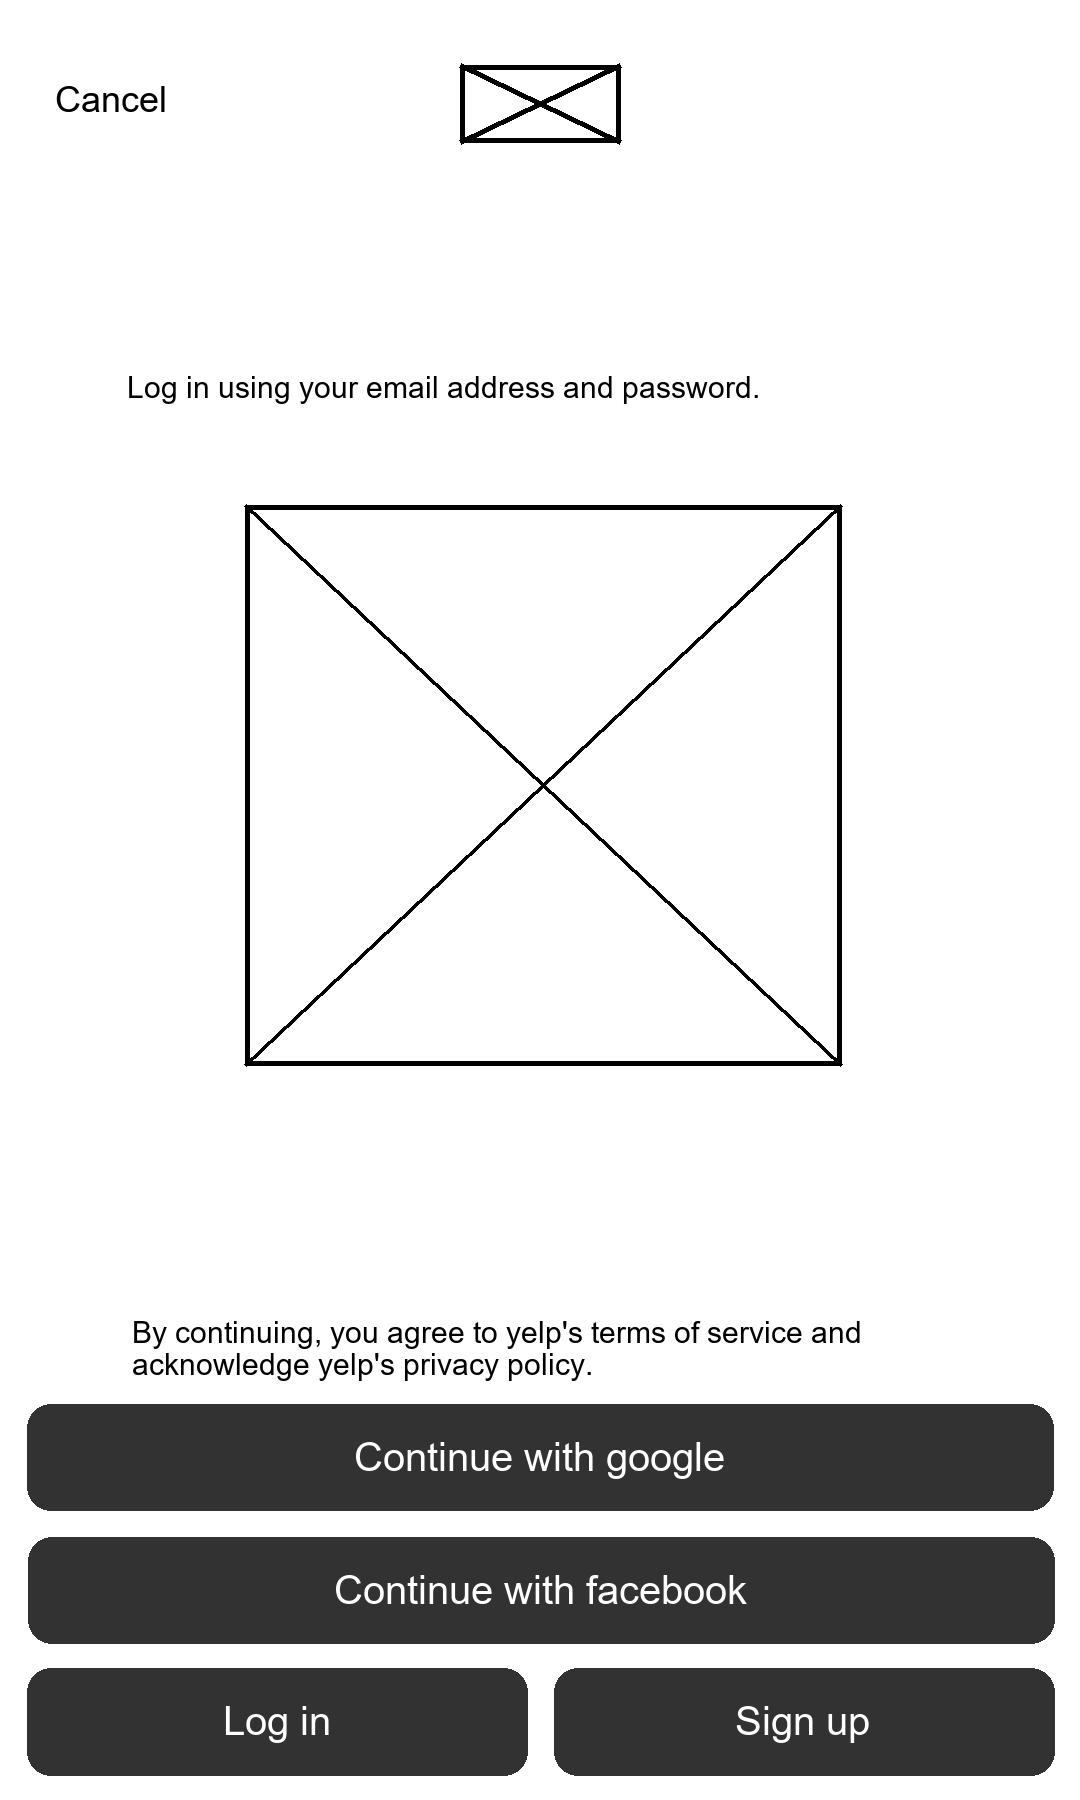 Cancel
Log in using your email address and password.
By continuing, you agree to yelp's terms of service and
acknowledge yelp's privacy policy.
Continue with google
Continue with facebook
Log in
Sign up